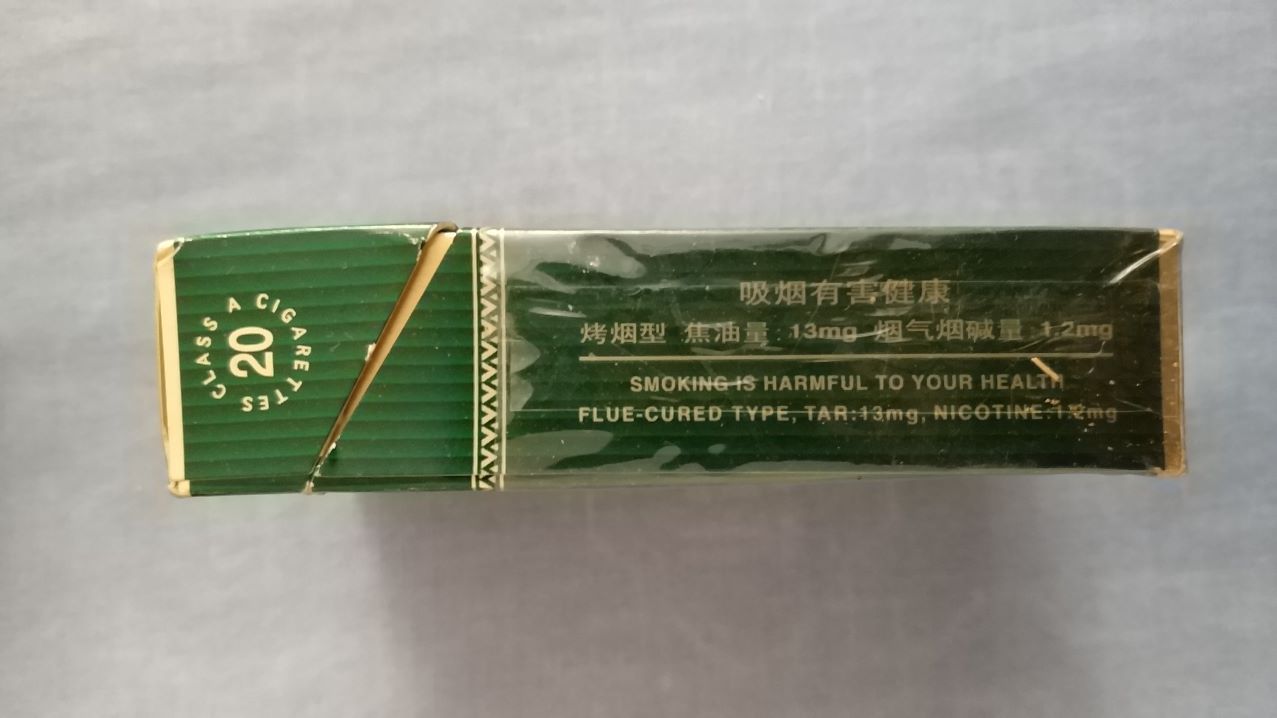 CLASS A CIGARETTES
20
吸烟有害健康
烤烟型 焦油量 13mg 烟气烟碱量 1.2mg
SMOKING IS HARMFUL TO YOUR HEALTH
FLUE-CURED TYPE, TAR:13mg, NICOTINE:1.2mg